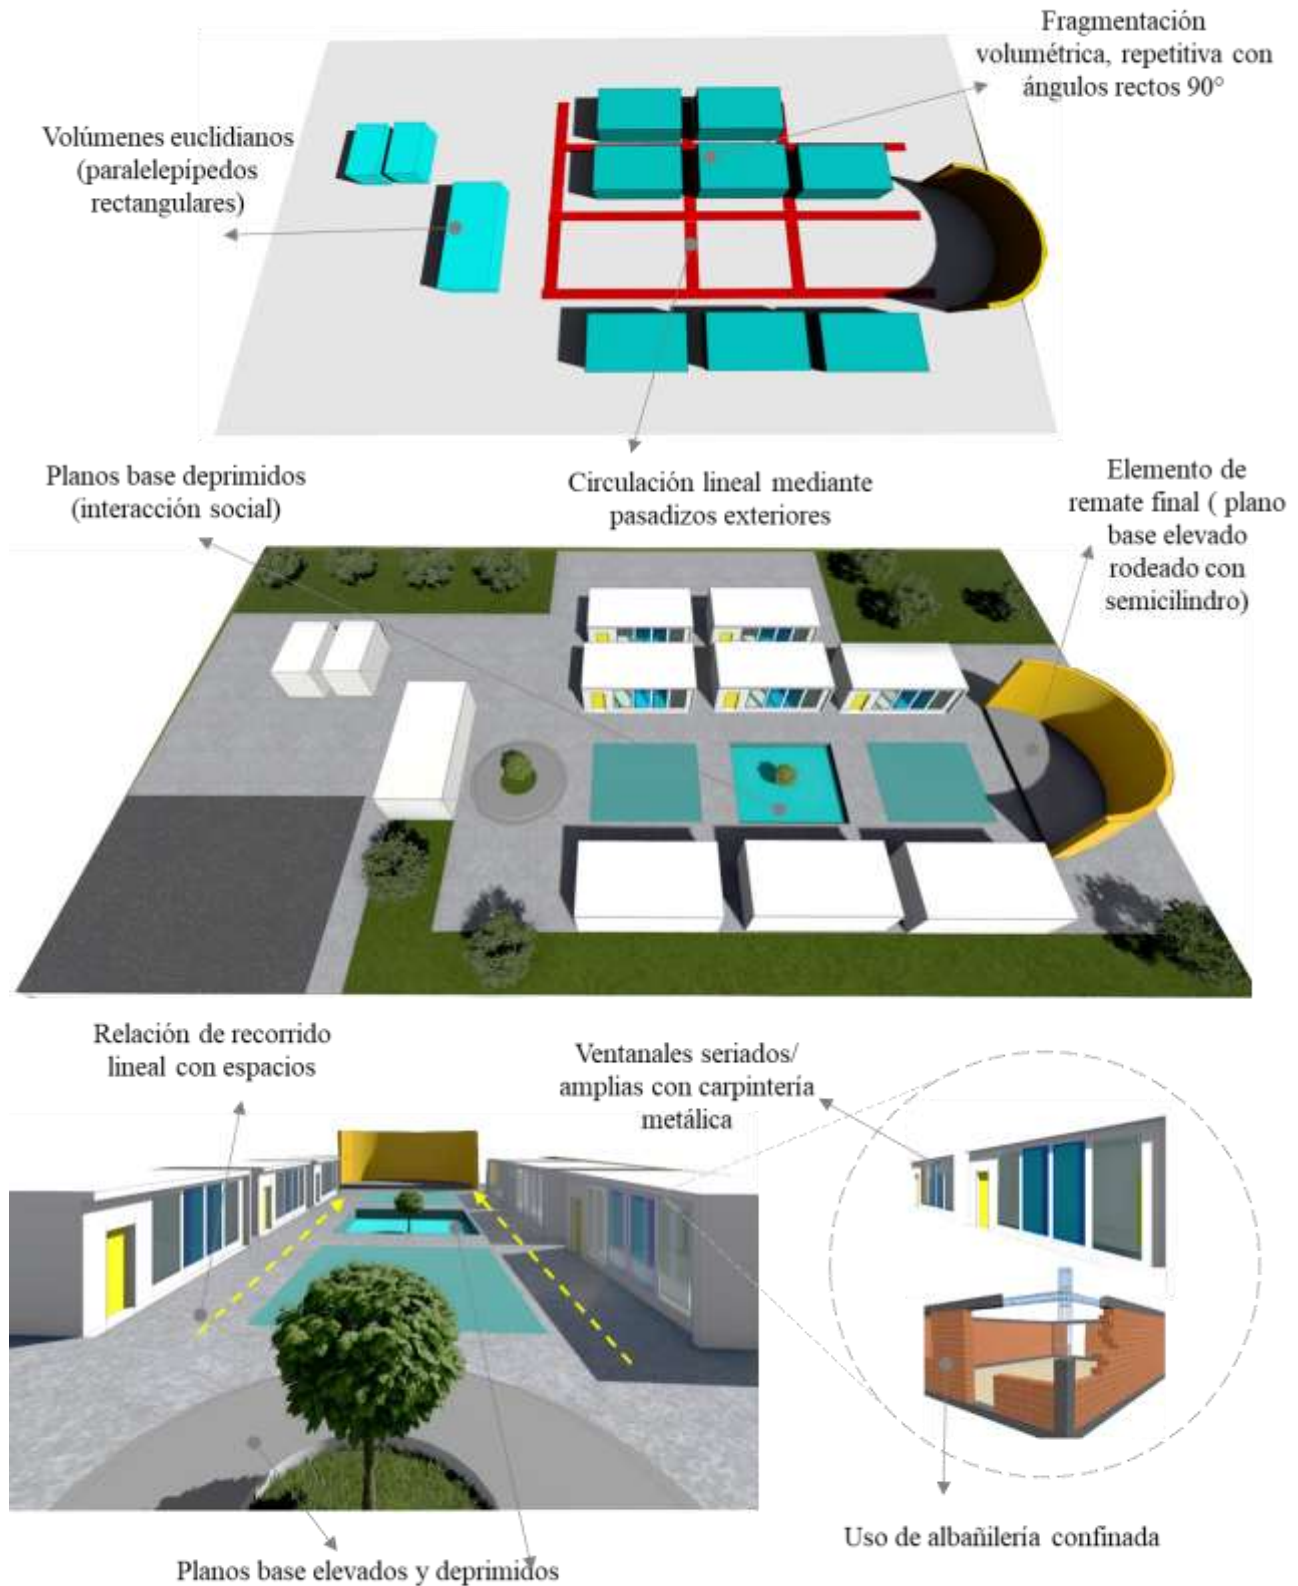 Fragmentación
volumétrica, repetitiva con
ángulos rectos 90°
Volúmenes euclidianos
(paralelepípedos
rectangulares)
Planos base deprimidos
(interacción social)
Circulación lineal mediante
pasadizos exteriores
Elemento de
remate final ( plano
base elevado
rodeado con
semicilindro)
Relación de recorrido
lineal con espacios
Ventanales seriados/
amplias con carpintería
metálica
Uso de albañilería confinada
Planos base elevados y deprimidos